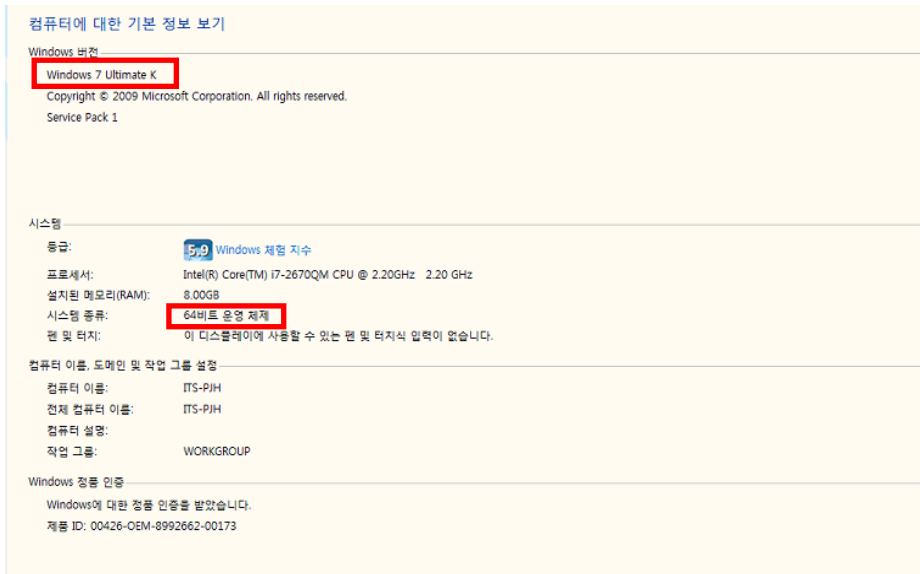 컴퓨터에 대한 기본 정보 보기
Windows 버전
Windows 7 Ultimate K
Copyright © 2009 Microsoft Corporation. All rights reserved.
Service Pack 1
시스템
등급: 5,9 Windows 체험 지수
프로세서: Intel(R) Core(TM) i7-2670QM CPU @ 2.20GHz 2.20 GHz
설치된 메모리(RAM): 8.00GB
시스템 종류: 64비트 운영 체제
펜 및 터치: 이 디스플레이에 사용할 수 있는 펜 및 터치식 입력이 없습니다.
컴퓨터 이름, 도메인 및 작업 그룹 설정
컴퓨터 이름: ITS-PJH
전체 컴퓨터 이름: ITS-PJH
컴퓨터 설명:
작업 그룹: WORKGROUP
Windows 정품 인증
Windows에 대한 정품 인증을 받았습니다.
제품 ID: 00426-OEM-8992662-00173